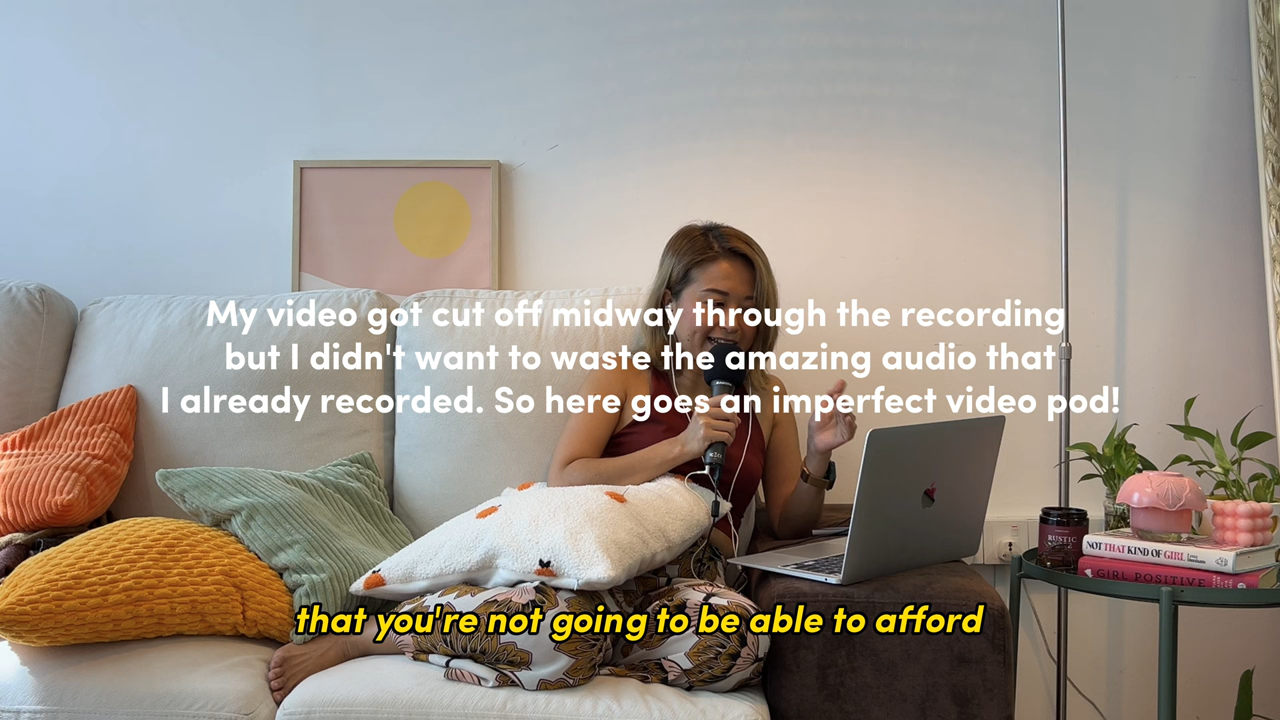 My video got cut off midway through the recording
but I didn't want to waste the amazing audio that
I already recorded. So here goes an imperfect video pod!
RUSTIC
NOT THAT KIND OF GIRL
GIRL POSITIVE
that you're not going to be able to afford